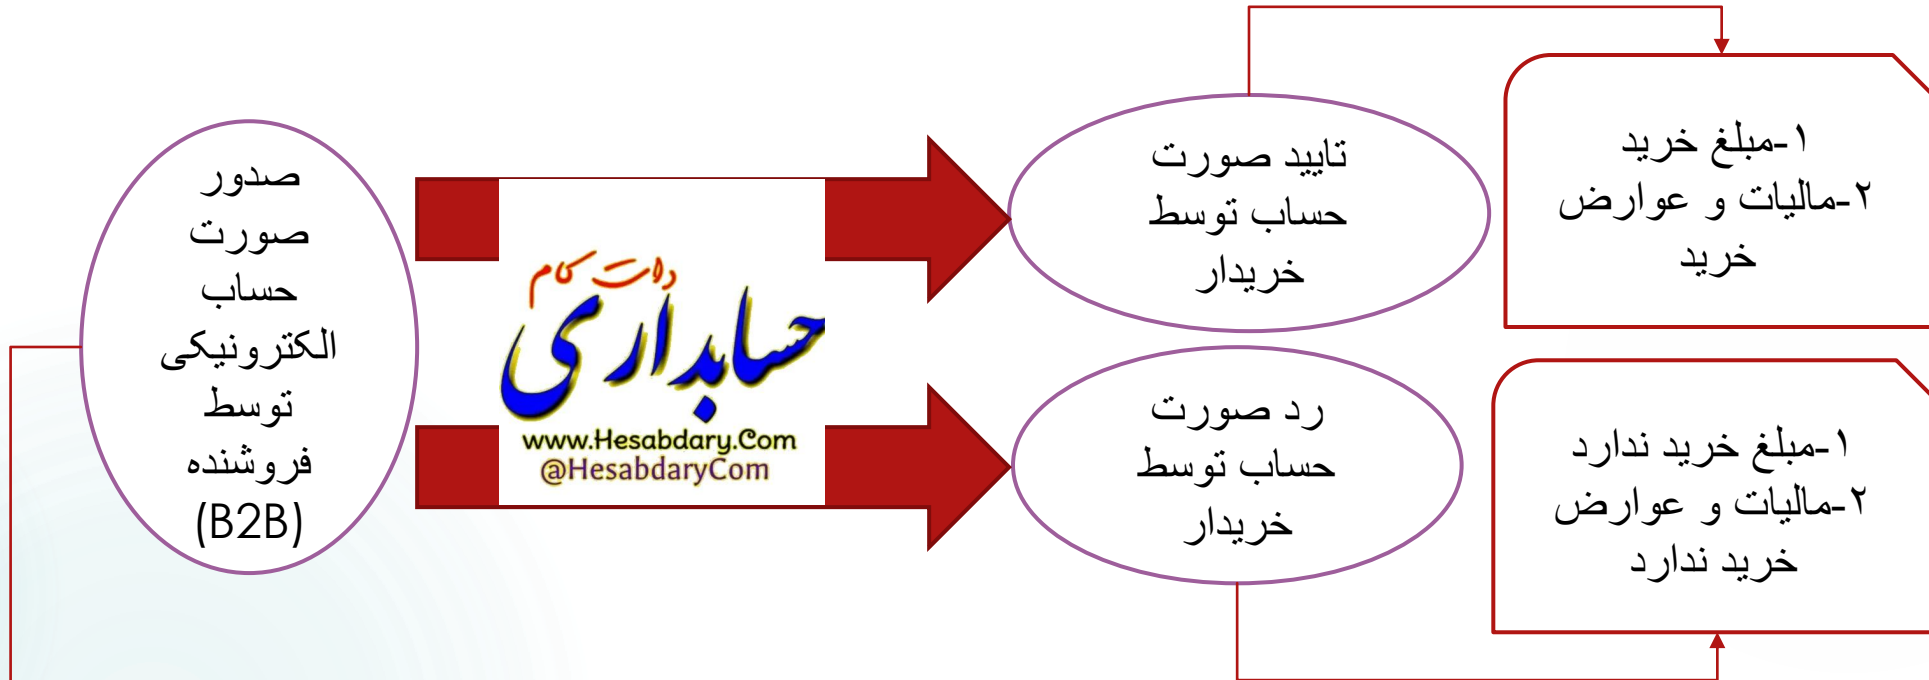 صدور
صورت
حساب
الکترونیکی
توسط
فروشنده
(B2B)
دات کام
حسابداری
www.Hesabdary.Com
@HesabdaryCom
تایید صورت
حساب توسط
خریدار
۱-مبلغ خرید
۲-مالیات و عوارض
خرید
رد صورت
حساب توسط
خریدار
۱-مبلغ خرید ندارد
۲-مالیات و عوارض
خرید ندارد